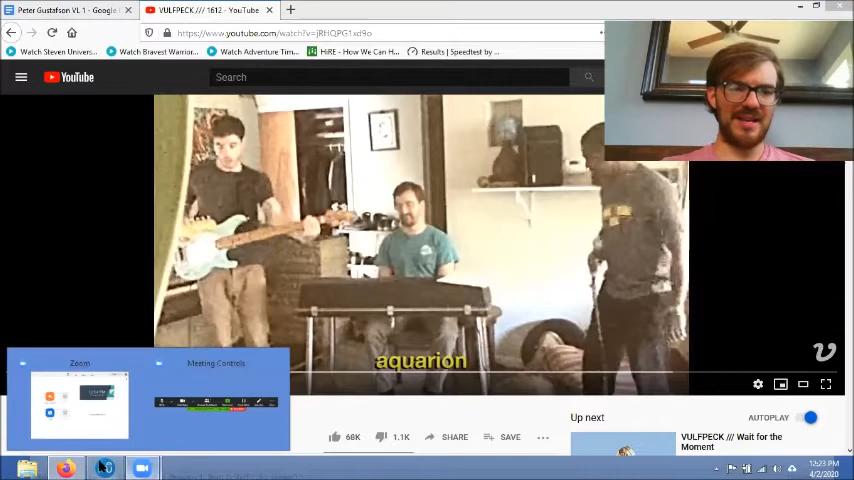 Peter Gustafson VL 1 - Google
VULFPECK /// 1612 - YouTube
https://www.youtube.com/watch?v=jRHQPG1xd9o
Watch Steven Univers...
Watch Bravest Warrior...
Watch Adventure Tim...
HiRE - How We Can H...
Results | Speedtest by ...
YouTube
Search
aquarion
Zoom
Meeting Controls
68K
1.1K
SHARE
SAVE
Up next
AUTOPLAY
VULFPECK /// Wait for the
Moment
12:23 PM
4/2/2020